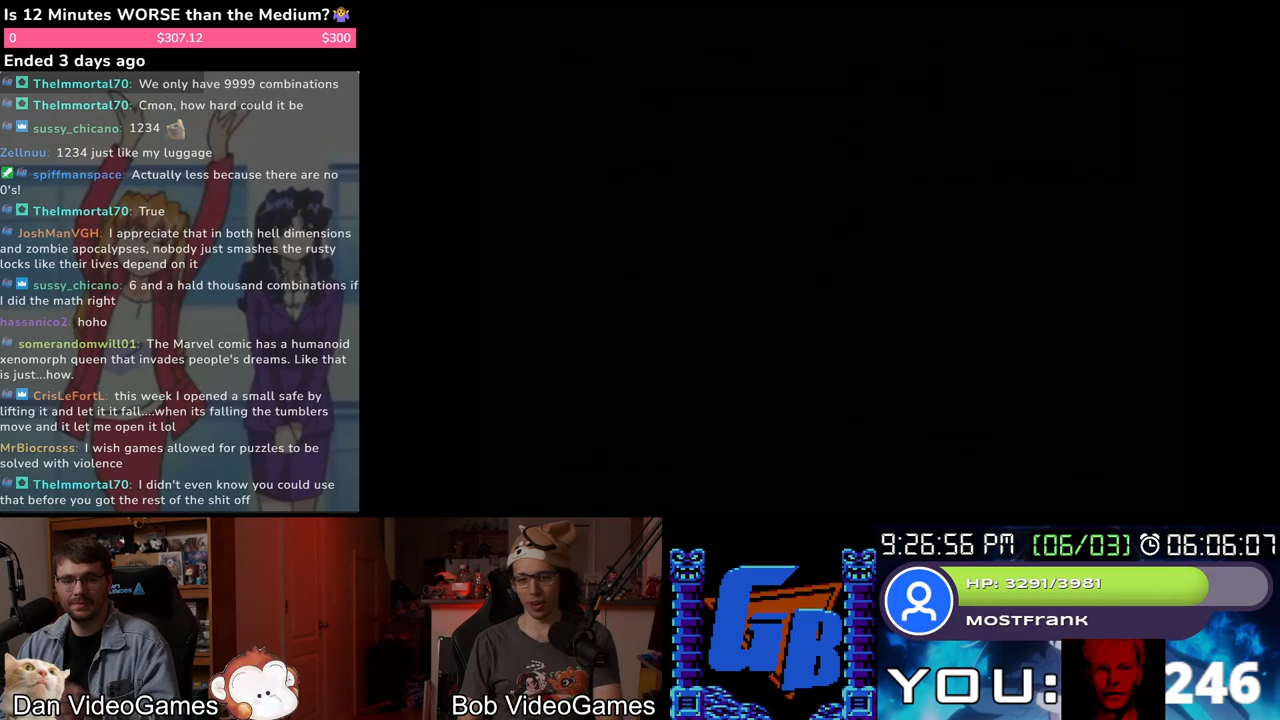 Is 12 Minutes WORSE than the Medium?🤷‍♀️
0 $307.12 $300
Ended 3 days ago
TheImmortal70: We only have 9999 combinations
TheImmortal70: Cmon, how hard could it be
sussy_chicano: 1234
Zellnuu: 1234 just like my luggage
spiffmanspace: Actually less because there are no
0's!
TheImmortal70: True
JoshManVGH: I appreciate that in both hell dimensions
and zombie apocalypses, nobody just smashes the rusty
locks like their lives depend on it
sussy_chicano: 6 and a hald thousand combinations if
I did the math right
hassanico2: hoho
somerandomwill01: The Marvel comic has a humanoid
xenomorph queen that invades people's dreams. Like that
is just...how.
CrisLeFortL: this week I opened a small safe by
lifting it and let it it fall....when its falling the tumblers
move and it let me open it lol
MrBiocrosss: I wish games allowed for puzzles to be
solved with violence
TheImmortal70: I didn't even know you could use
that before you got the rest of the shit off
Dan VideoGames
Bob VideoGames
GB
9:26:56 PM [06/03] 06:06:07
HP: 3291/3981
MostFrank
YOU: 246